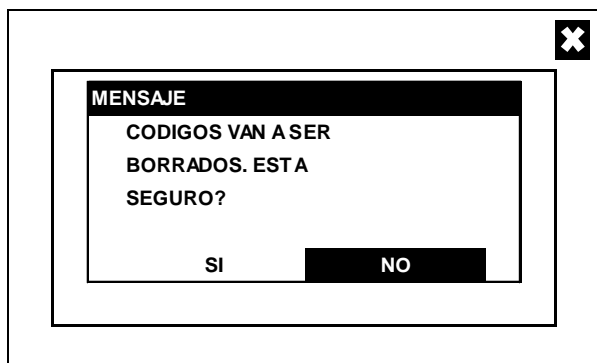 MENSAJE
CODIGOS VAN A SER
BORRADOS. ESTA
SEGURO?
SI NO